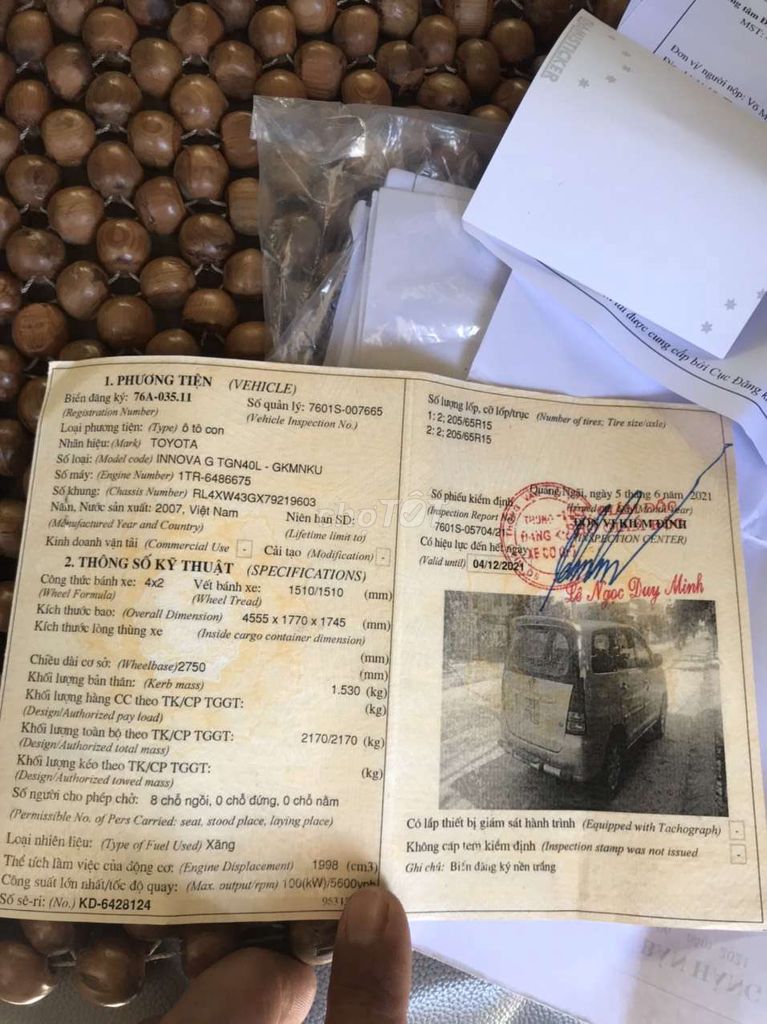 BAMISTICKER
MST:
Đơn vị/ người nộp: Võ
được cung cấp bởi Cục Đăng
choTỐT
1. PHƯƠNG TIỆN (VEHICLE)
Biển đăng ký: 76A-035.11 Số quản lý: 7601S-007665
(Registration Number) (Vehicle Inspection No.)
Loại phương tiện: (Type) ô tô con
Nhãn hiệu: (Mark) TOYOTA
Số loại: (Model code) INNOVA G TGN40L - GKMNKU
Số máy: (Engine Number) 1TR-6486675
Số khung: (Chassis Number) RL4XW43GX79219603
Năm, Nước sản xuất: 2007, Việt Nam Niên hạn SD:
(Manufactured Year and Country) (Lifetime limit to)
Kinh doanh vận tải (Commercial Use - Cải tạo (Modification) -
2. THÔNG SỐ KỸ THUẬT (SPECIFICATIONS)
Công thức bánh xe: 4x2 Vết bánh xe: 1510/1510 (mm)
(Wheel Formula) (Wheel Tread)
Kích thước bao: (Overall Dimension) 4555 x 1770 x 1745 (mm)
Kích thước lòng thùng xe (Inside cargo container dimension)
(mm)
Chiều dài cơ sở: (Wheelbase)2750 (mm)
Khối lượng bản thân: (Kerb mass) 1.530 (kg)
Khối lượng hàng CC theo TK/CP TGGT: (kg)
(Design/Authorized pay load)
Khối lượng toàn bộ theo TK/CP TGGT: 2170/2170 (kg)
(Design/Authorized total mass)
Khối lượng kéo theo TK/CP TGGT: (kg)
(Design/Authorized towed mass)
Số người cho phép chở: 8 chỗ ngồi, 0 chỗ đứng, 0 chỗ nằm
(Permissible No. of Pers Carried: seat, stood place, laying place)
Loại nhiên liệu: (Type of Fuel Used) Xăng
Thể tích làm việc của động cơ: (Engine Displacement) 1998 (cm3)
Công suất lớn nhất/tốc độ quay: (Max. output/rpm) 100(kW)/5600vph
Số sê-ri: (No.) KD-6428124
Số lượng lốp, cỡ lốp/trục (Number of tires; Tire size/axle)
1; 2; 205/65R15
2; 2; 205/65R15
Quảng Ngãi, ngày 5 tháng 6 năm 2021
Số phiếu kiểm định
(Inspection Report ĐƠN VỊ KIỂM ĐỊNH
7601S-05704/21 (INSPECTION CENTER)
Có hiệu lực đến hết ngày
(Valid until) 04/12/2021
Lê Ngọc Duy Minh
Có lắp thiết bị giám sát hành trình (Equipped with Tachograph) -
Không cấp tem kiểm định (Inspection stamp was not issued -
Ghi chú: Biển đăng ký nền trắng